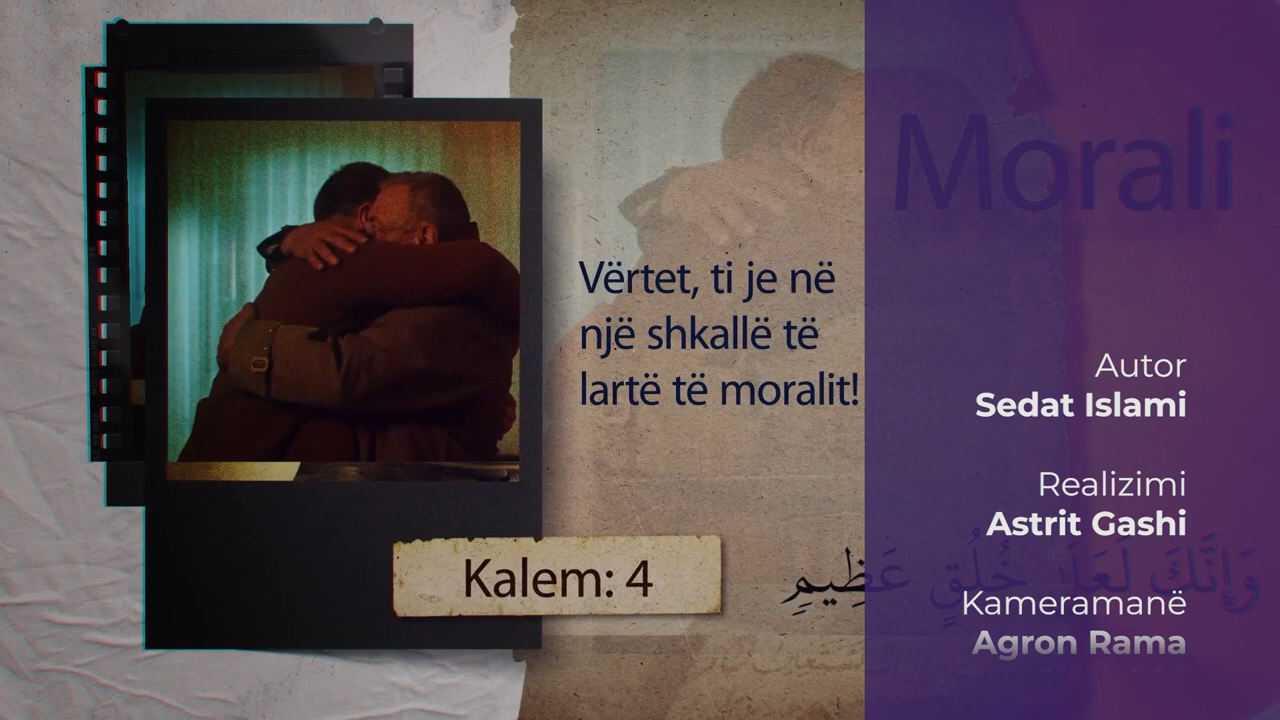 Morali
Vërtet, ti je në
një shkallë të
lartë të moralit!
Kalem: 4
وَإِنَّكَ لَعَلَىٰ خُلُقٍ عَظِيمٍ
Autor
Sedat Islami
Realizimi
Astrit Gashi
Kameramanë
Agron Rama